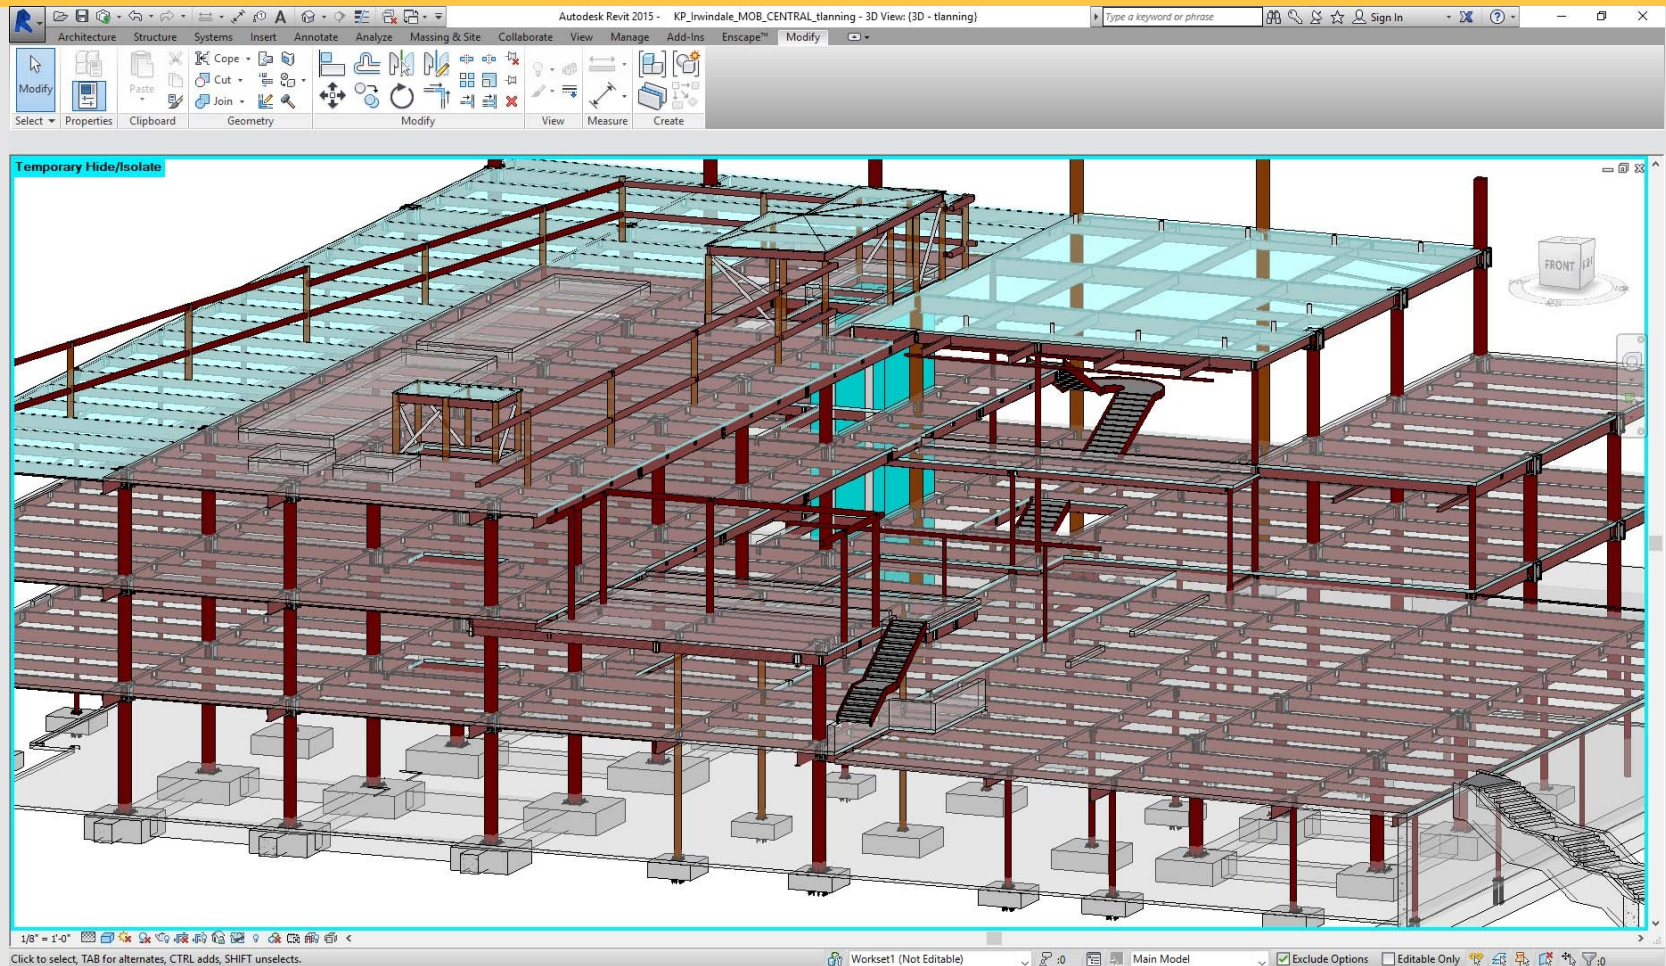 Autodesk Revit 2015 - KP_Irwindale_MOB_CENTRAL_tlanning - 3D View: {3D - tlanning}
Type a keyword or phrase
Sign In
Architecture Structure Systems Insert Annotate Analyze Massing & Site Collaborate View Manage Add-Ins Enscape™ Modify
Modify
Paste
Cope
Cut
Join
Select Properties Clipboard Geometry Modify View Measure Create
Temporary Hide/Isolate
FRONT
1/8" = 1'-0"
Click to select, TAB for alternates, CTRL adds, SHIFT unselects.
Workset1 (Not Editable)
:0
Main Model
Exclude Options
Editable Only
:0